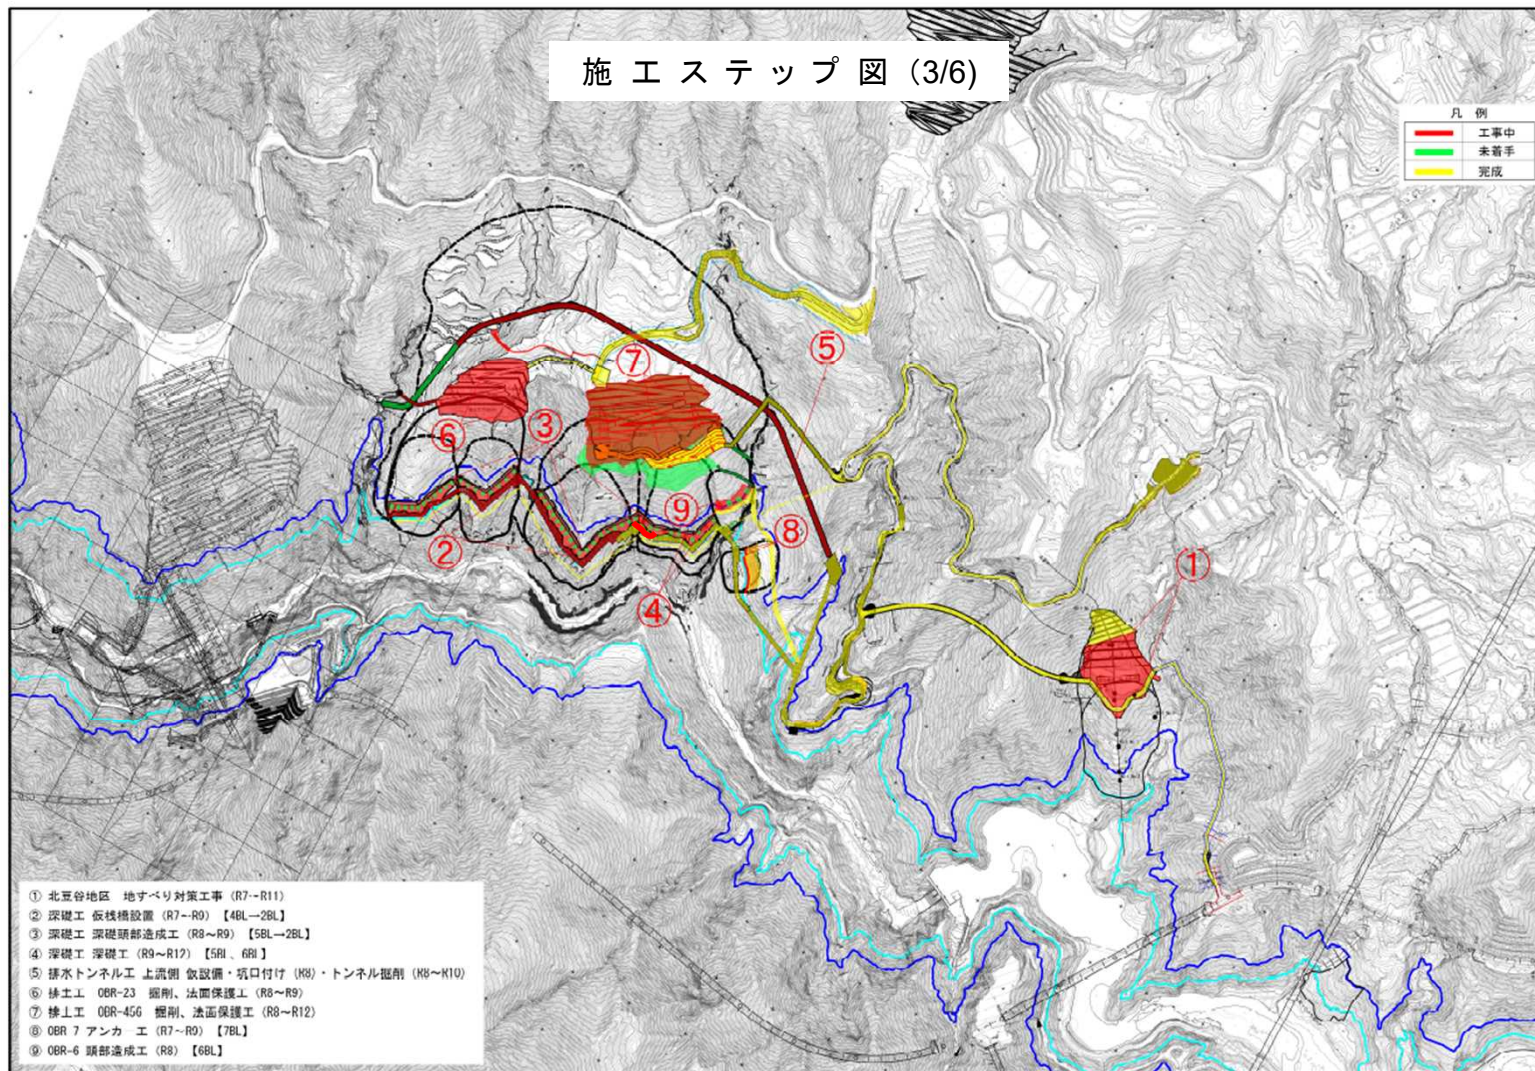 施工ステップ図（3/6)
凡 例
工事中
未着手
完成
⑦
⑤
⑥
③
⑨
⑧
②
①
④
① 北豆谷地区 地すべり対策工事（R7～R11）
② 深礎工 仮桟橋設置（R7～R9）【4BL→2BL】
③ 深礎工 深礎頭部造成工（R8～R9）【5BL→2BL】
④ 深礎工 深礎工（R9～R12）【5BL、6BL】
⑤ 排水トンネル工 上流側 仮設備・坑口付け（R8）・トンネル掘削（R8～R10）
⑥ 排土工 OBR-23 掘削、法面保護工（R8～R9）
⑦ 排土工 OBR-456 掘削、法面保護工（R8～R12）
⑧ OBR 7 アンカー工（R7～R9）【7BL】
⑨ OBR-6 頭部造成工（R8）【6BL】